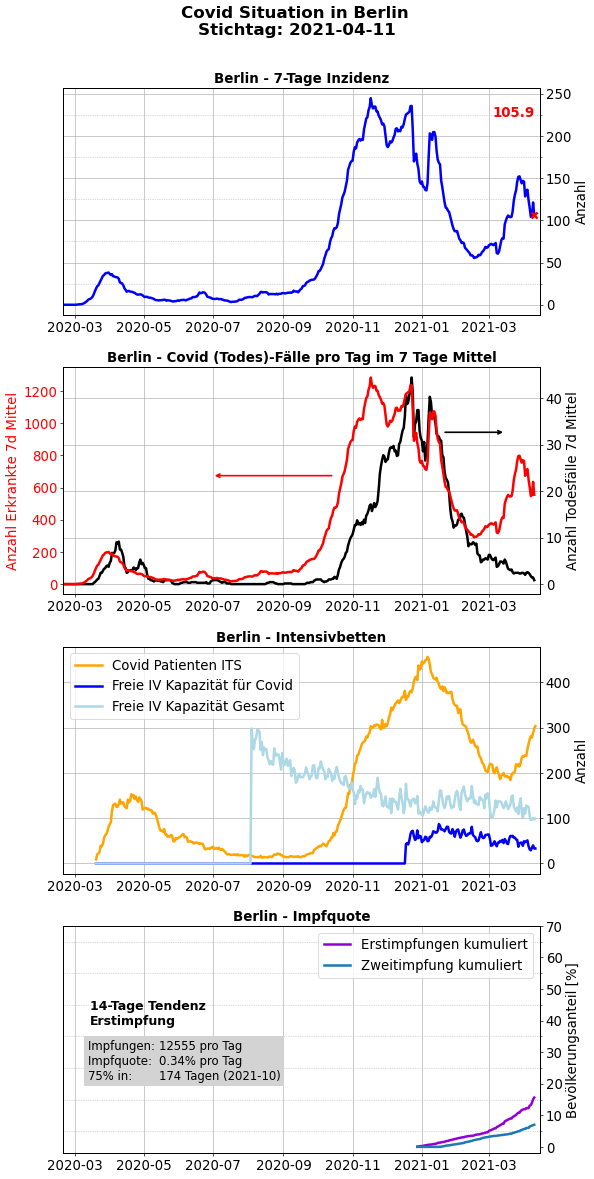 Covid Situation in Berlin
Stichtag: 2021-04-11
Berlin - 7-Tage Inzidenz
105.9
250
200
150
100
50
0
Anzahl
2020-03 2020-05 2020-07 2020-09 2020-11 2021-01 2021-03
Berlin - Covid (Todes)-Fälle pro Tag im 7 Tage Mittel
Anzahl Erkrankte 7d Mittel
1200
1000
800
600
400
200
0
40
30
20
10
0
Anzahl Todesfälle 7d Mittel
2020-03 2020-05 2020-07 2020-09 2020-11 2021-01 2021-03
Berlin - Intensivbetten
Covid Patienten ITS
Freie IV Kapazität für Covid
Freie IV Kapazität Gesamt
400
300
200
100
0
Anzahl
2020-03 2020-05 2020-07 2020-09 2020-11 2021-01 2021-03
Berlin - Impfquote
Erstimpfungen kumuliert
Zweitimpfung kumuliert
14-Tage Tendenz
Erstimpfung
Impfungen: 12555 pro Tag
Impfquote: 0.34% pro Tag
75% in: 174 Tagen (2021-10)
70
60
50
40
30
20
10
0
Bevölkerungsanteil [%]
2020-03 2020-05 2020-07 2020-09 2020-11 2021-01 2021-03